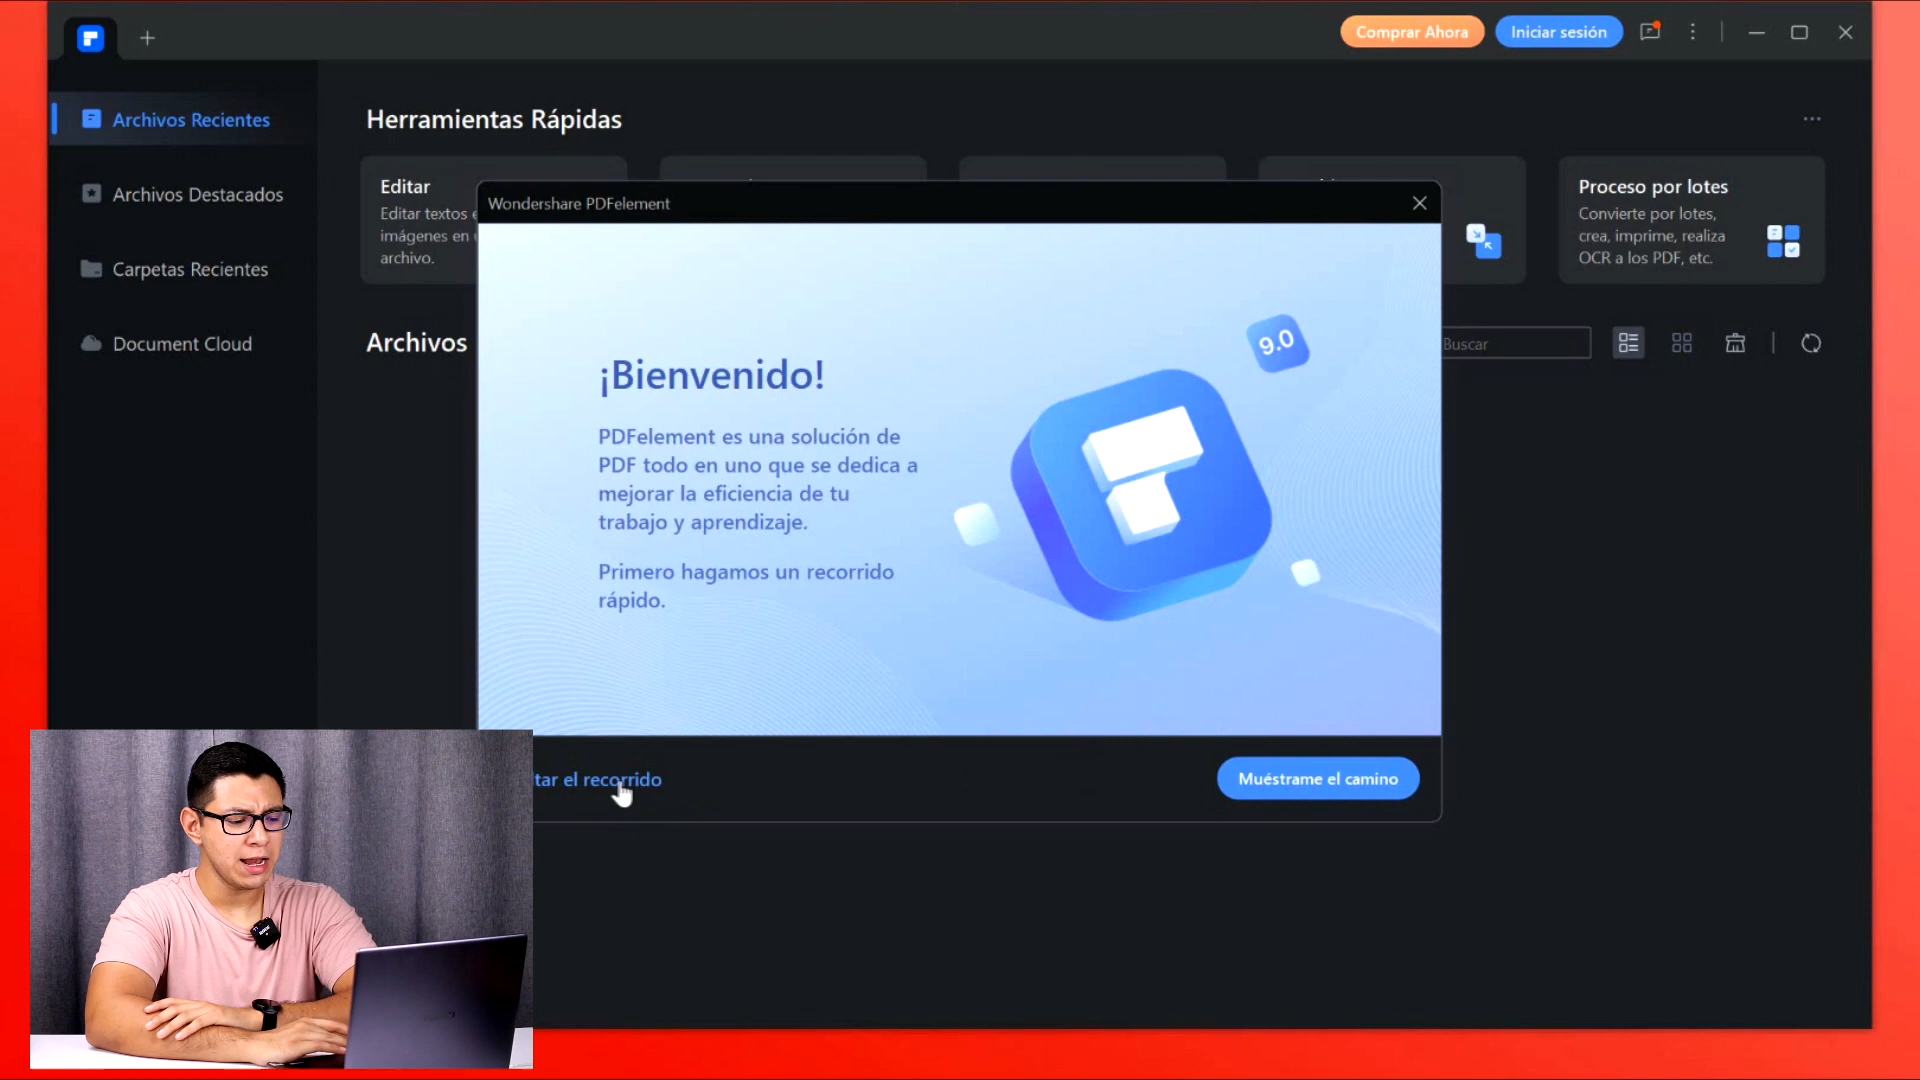 Comprar Ahora
Iniciar sesión
Archivos Recientes
Archivos Destacados
Carpetas Recientes
Document Cloud
Herramientas Rápidas
Editar
Editar textos
imágenes en
archivo.
Proceso por lotes
Convierte por lotes,
crea, imprime, realiza
OCR a los PDF, etc.
Archivos
Buscar
Wondershare PDFelement
¡Bienvenido!
PDFelement es una solución de
PDF todo en uno que se dedica a
mejorar la eficiencia de tu
trabajo y aprendizaje.
Primero hagamos un recorrido
rápido.
9.0
tar el recorrido
Muéstrame el camino